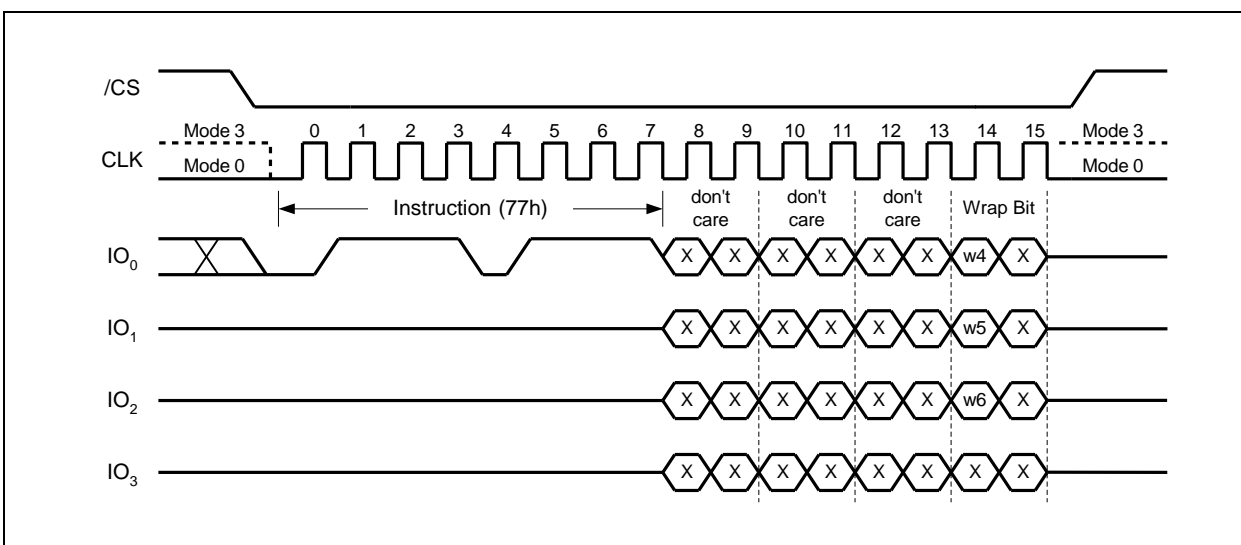 /CS
Mode 3 0 1 2 3 4 5 6 7 8 9 10 11 12 13 14 15 Mode 3
CLK
Mode 0 Mode 0
Instruction (77h) don't care don't care don't care Wrap Bit
IO0 X X X X X X w4 X
IO1 X X X X X X w5 X
IO2 X X X X X X w6 X
IO3 X X X X X X X X